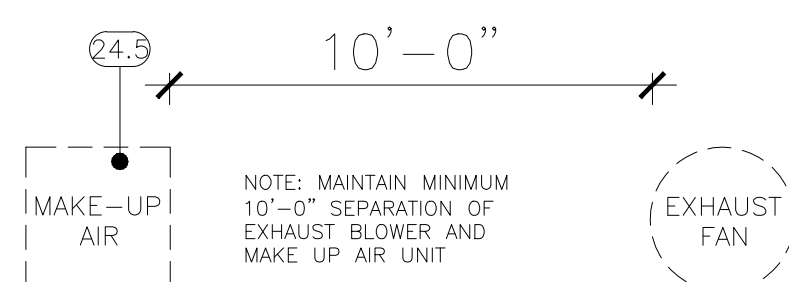 24.5
10'-0"
MAKE-UP
AIR
NOTE: MAINTAIN MINIMUM
10'-0" SEPARATION OF
EXHAUST BLOWER AND
MAKE UP AIR UNIT
EXHAUST
FAN